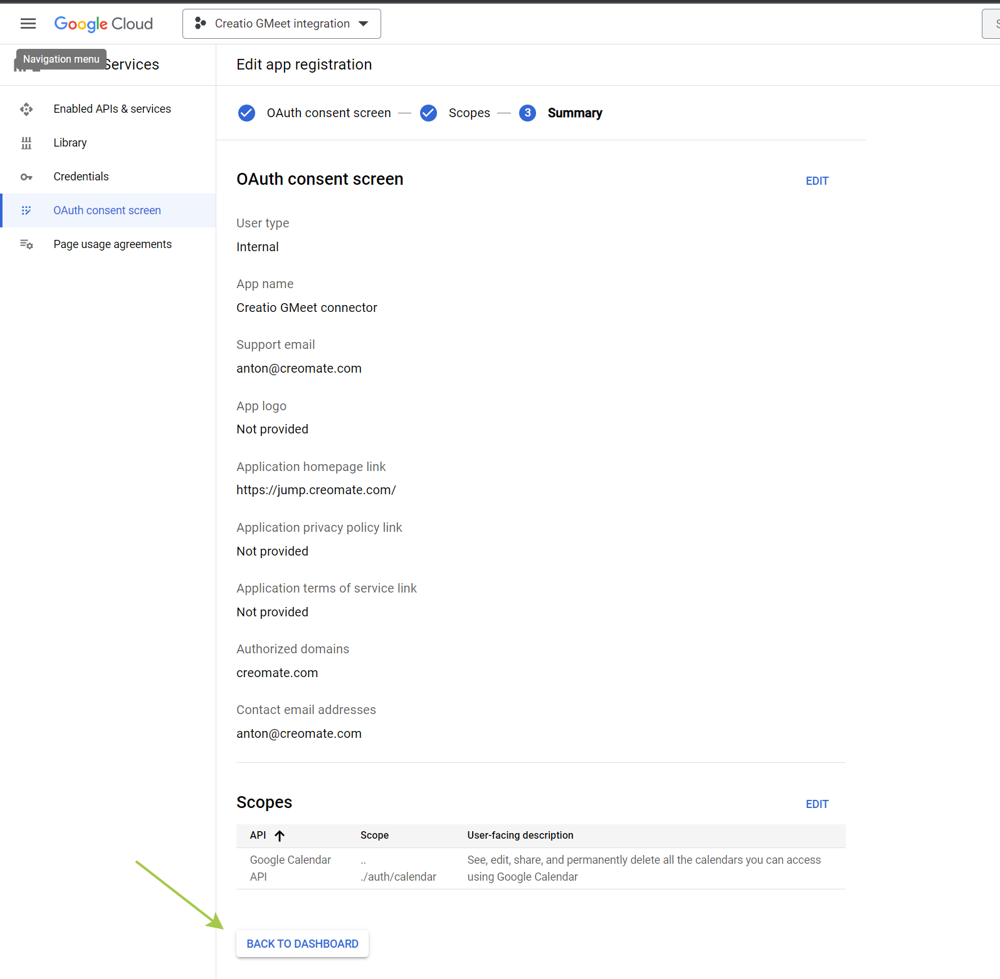 Google Cloud
Creatio GMeet integration
S
Navigation menu
Services
Edit app registration
Enabled APIs & services
Library
Credentials
OAuth consent screen
Page usage agreements
OAuth consent screen
Scopes
3 Summary
OAuth consent screen
EDIT
User type
Internal
App name
Creatio GMeet connector
Support email
anton@creomate.com
App logo
Not provided
Application homepage link
https://jump.creomate.com/
Application privacy policy link
Not provided
Application terms of service link
Not provided
Authorized domains
creomate.com
Contact email addresses
anton@creomate.com
Scopes
EDIT
API Scope User-facing description
Google Calendar .. See, edit, share, and permanently delete all the calendars you can access
API ./auth/calendar using Google Calendar
BACK TO DASHBOARD